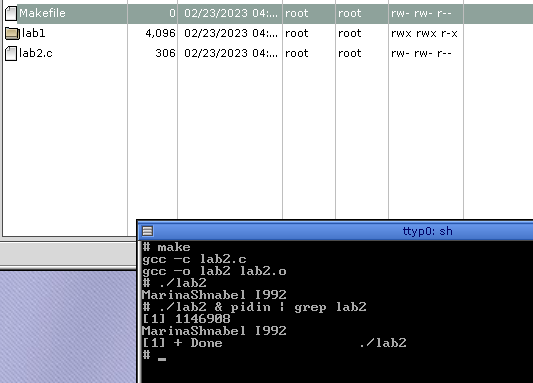 Makefile 0 02/23/2023 04:... root root rw- rw- r--
lab1 4,096 02/23/2023 04:... root root rwx rwx r-x
lab2.c 306 02/23/2023 04:... root root rw- rw- r--
ttyp0: sh
# make
gcc -c lab2.c
gcc -o lab2 lab2.o
# ./lab2
MarinaShnabel I992
# ./lab2 & pidin | grep lab2
[1] 1146908
MarinaShnabel I992
[1] + Done ./lab2
# _